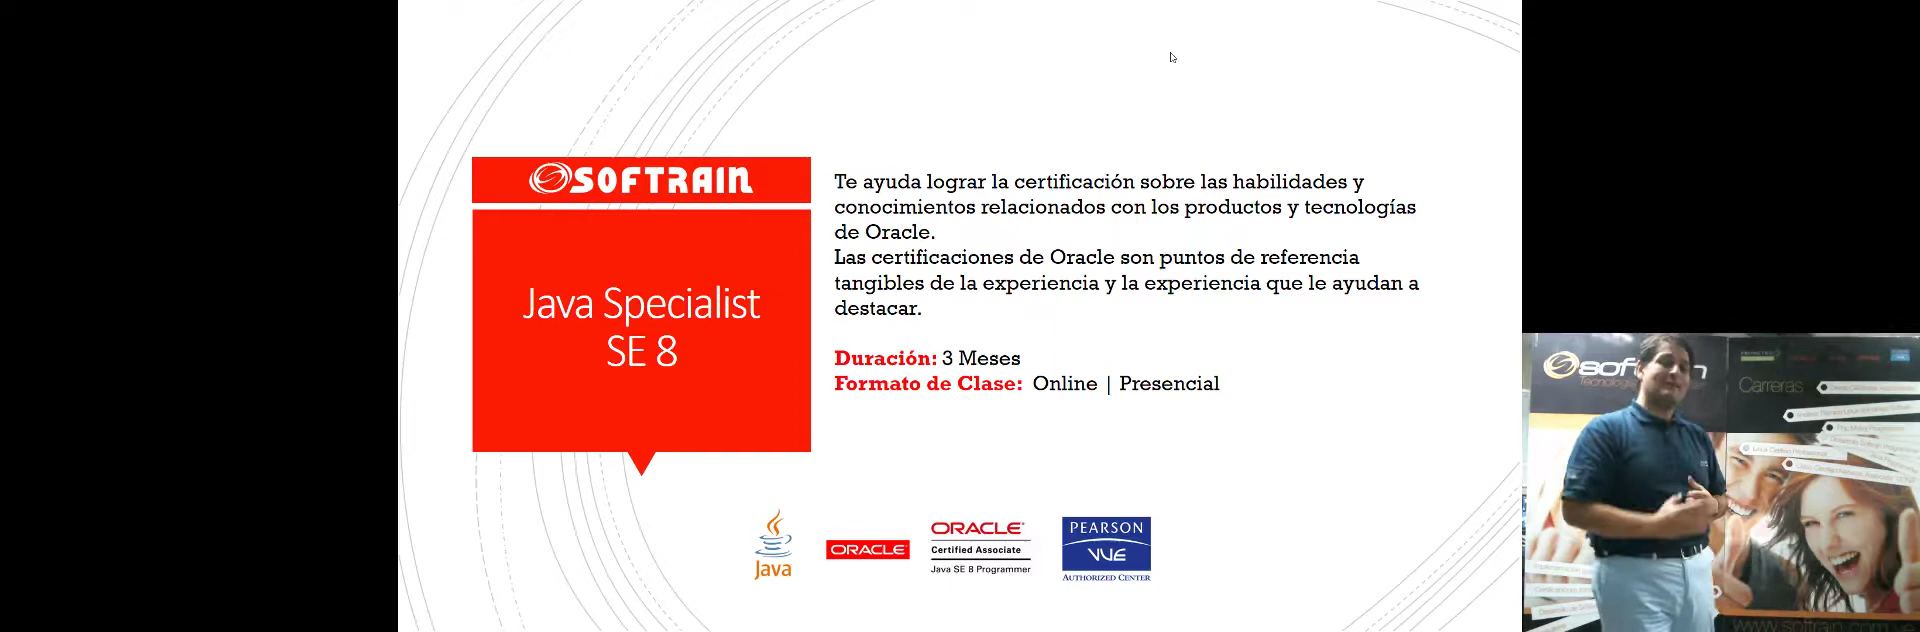 SOFTRAIN
Java Specialist
SE 8
Te ayuda lograr la certificación sobre las habilidades y
conocimientos relacionados con los productos y tecnologías
de Oracle.
Las certificaciones de Oracle son puntos de referencia
tangibles de la experiencia y la experiencia que le ayudan a
destacar.
Duración: 3 Meses
Formato de Clase: Online | Presencial
Java
ORACLE
ORACLE
Certified Associate
Java SE 8 Programmer
PEARSON
VUE
AUTHORIZED CENTER
Carreras